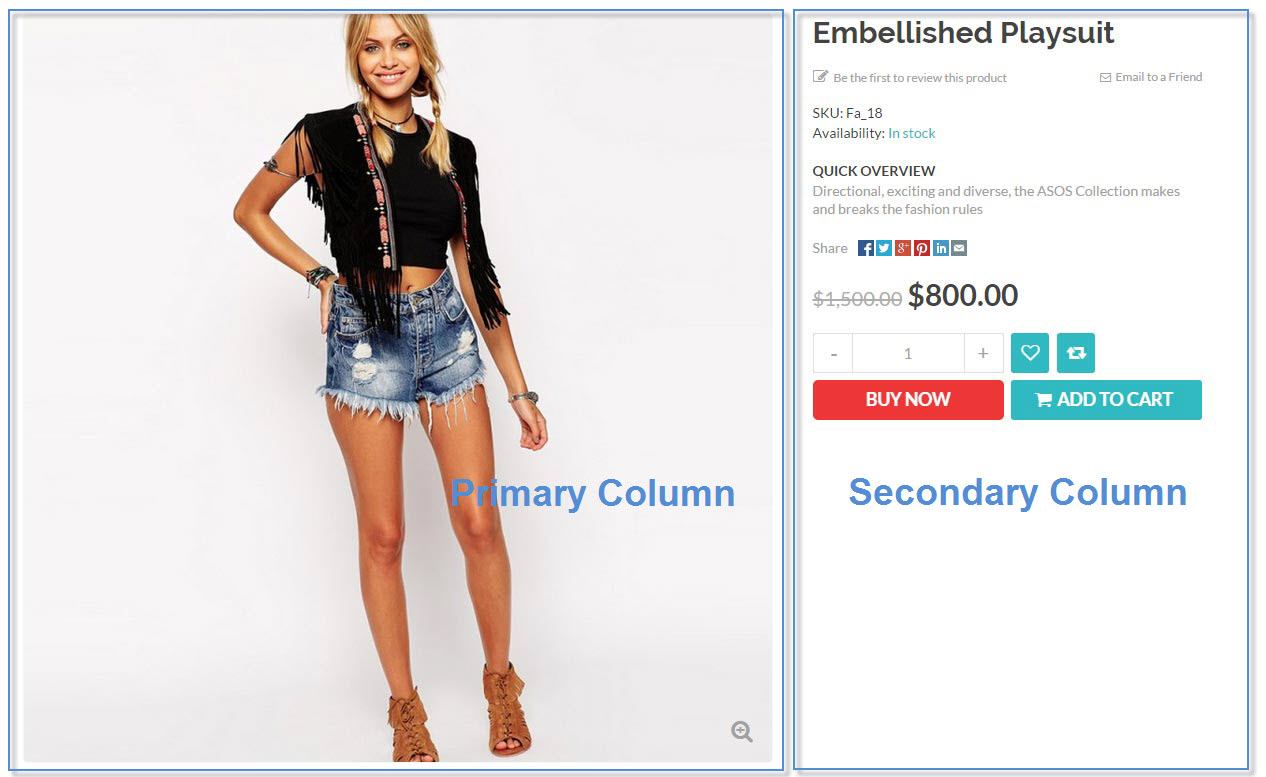 Primary Column
Embellished Playsuit
Be the first to review this product
Email to a Friend
SKU: Fa_18
Availability: In stock
QUICK OVERVIEW
Directional, exciting and diverse, the ASOS Collection makes
and breaks the fashion rules
Share
$1,500.00 $800.00
- 1 +
BUY NOW
ADD TO CART
Secondary Column